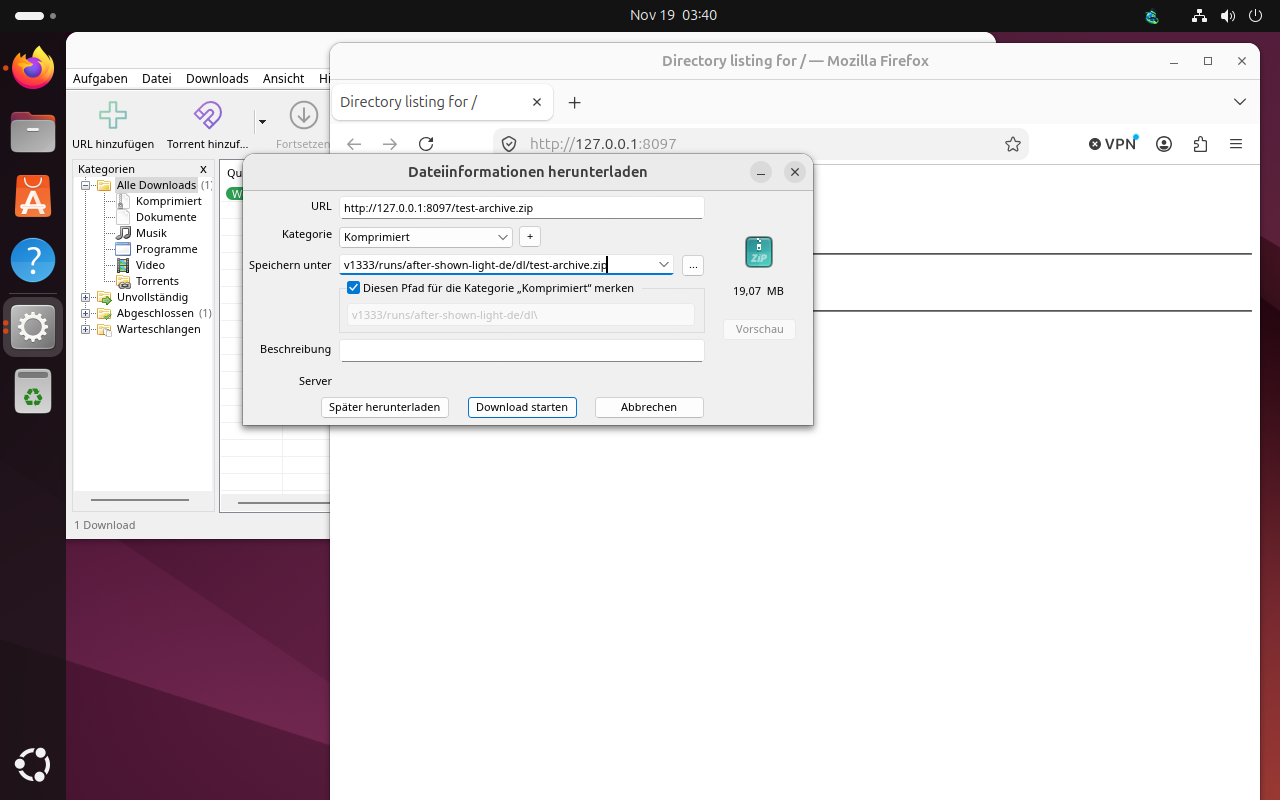 Nov 19 03:40
Directory listing for / — Mozilla Firefox
Aufgaben Datei Downloads Ansicht
Directory listing for /
URL hinzufügen Torrent hinzuf... Fortsetzen
http://127.0.0.1:8097
VPN
Kategorien X
Alle Downloads (1)
Komprimiert
Dokumente
Musik
Programme
Video
Torrents
Unvollständig
Abgeschlossen (1)
Warteschlangen
1 Download
Dateiinformationen herunterladen
URL http://127.0.0.1:8097/test-archive.zip
Kategorie Komprimiert +
Speichern unter v1333/runs/after-shown-light-de/dl/test-archive.zip ...
ZiP
19,07 MB
Diesen Pfad für die Kategorie „Komprimiert“ merken
v1333/runs/after-shown-light-de/dl\
Vorschau
Beschreibung
Server
Später herunterladen Download starten Abbrechen